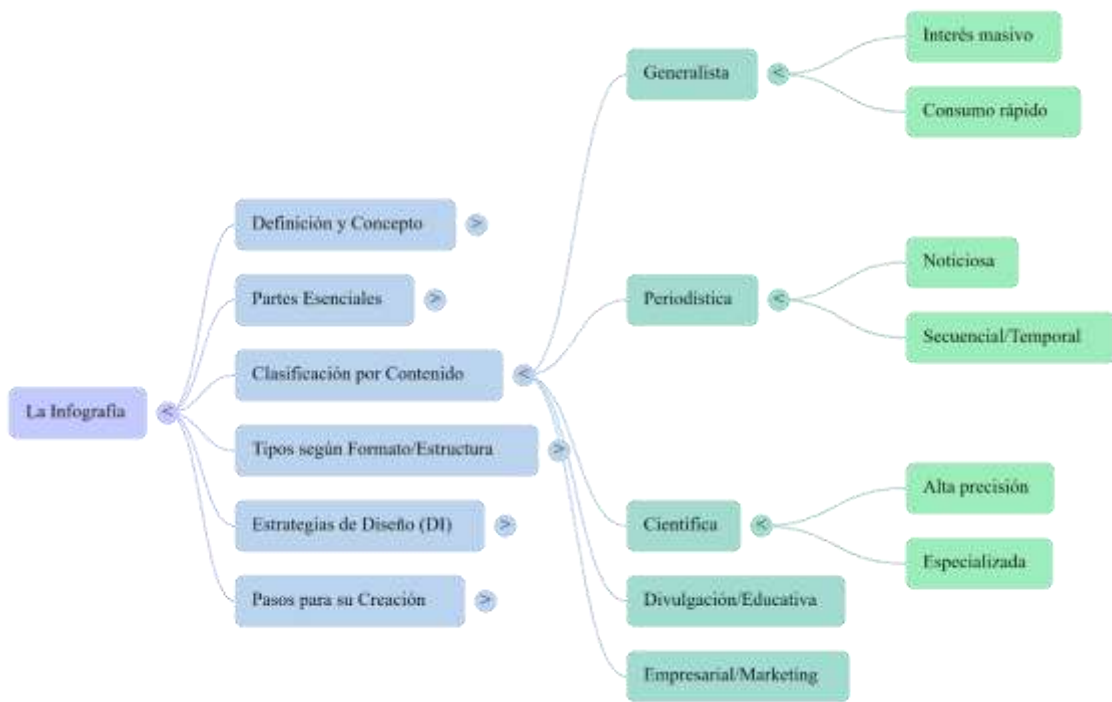 La Infografía
Definición y Concepto
Partes Esenciales
Clasificación por Contenido
Tipos según Formato/Estructura
Estrategias de Diseño (DI)
Pasos para su Creación
Generalista
Interés masivo
Consumo rápido
Periodística
Noticiosa
Secuencial/Temporal
Científica
Alta precisión
Especializada
Divulgación/Educativa
Empresarial/Marketing